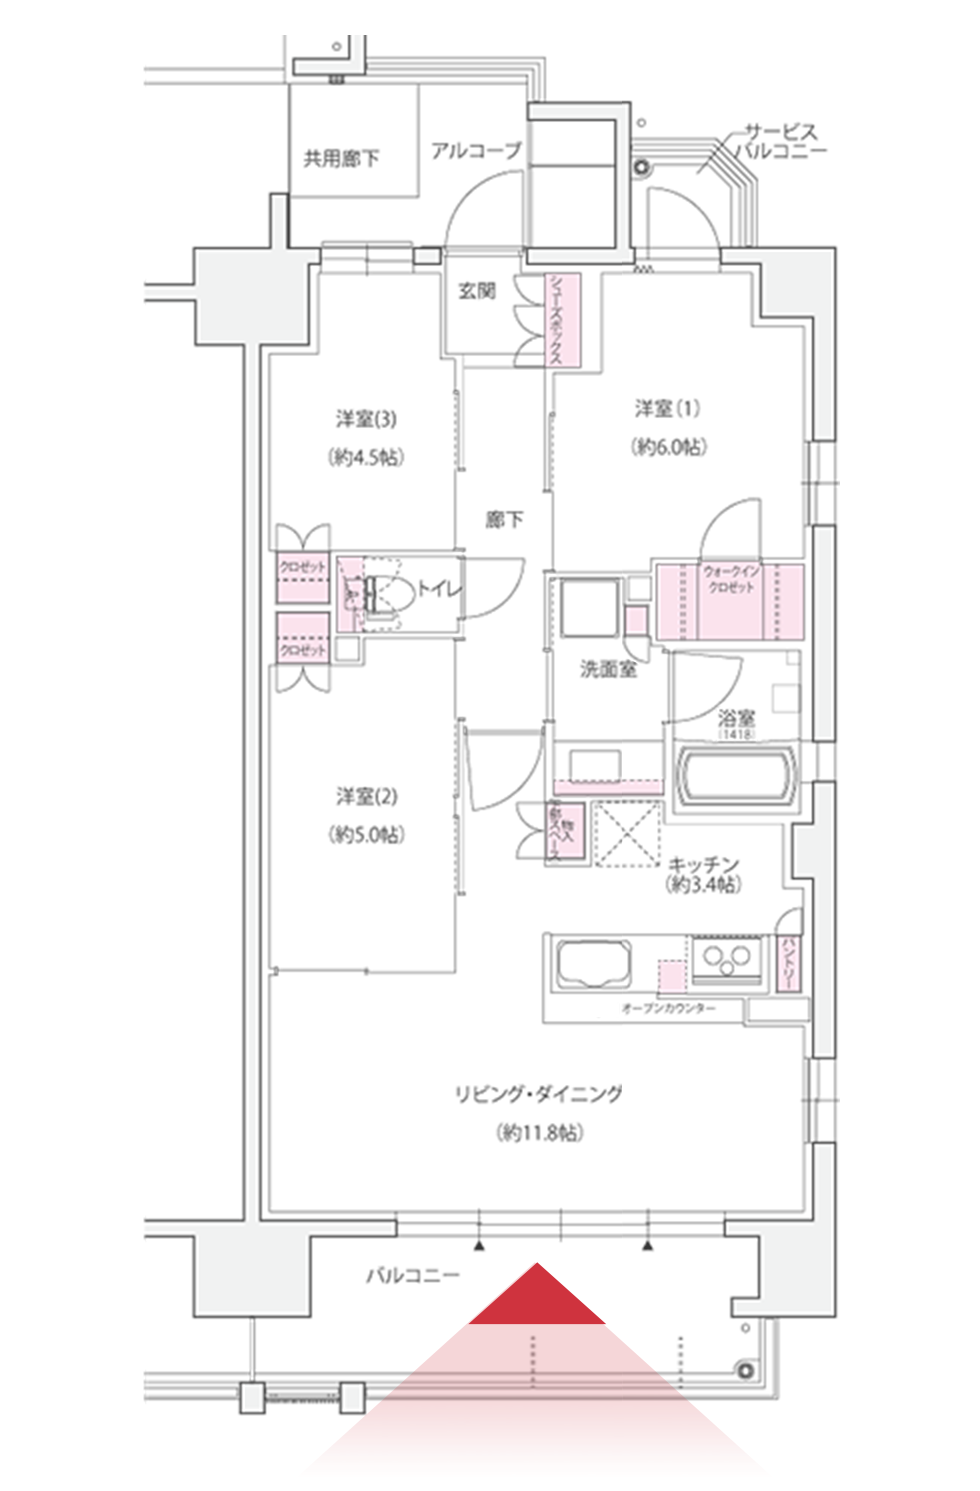 サービス
バルコニー
共用廊下
アルコーブ
玄関
シューズボックス
洋室(3)
(約4.5帖)
洋室(1)
(約6.0帖)
廊下
クロゼット
トイレ
ウォークイン
クロゼット
クロゼット
洗面室
浴室
(1418)
洋室(2)
(約5.0帖)
物入
キッチン
(約3.4帖)
パントリー
オープンカウンター
リビング・ダイニング
(約11.8帖)
バルコニー